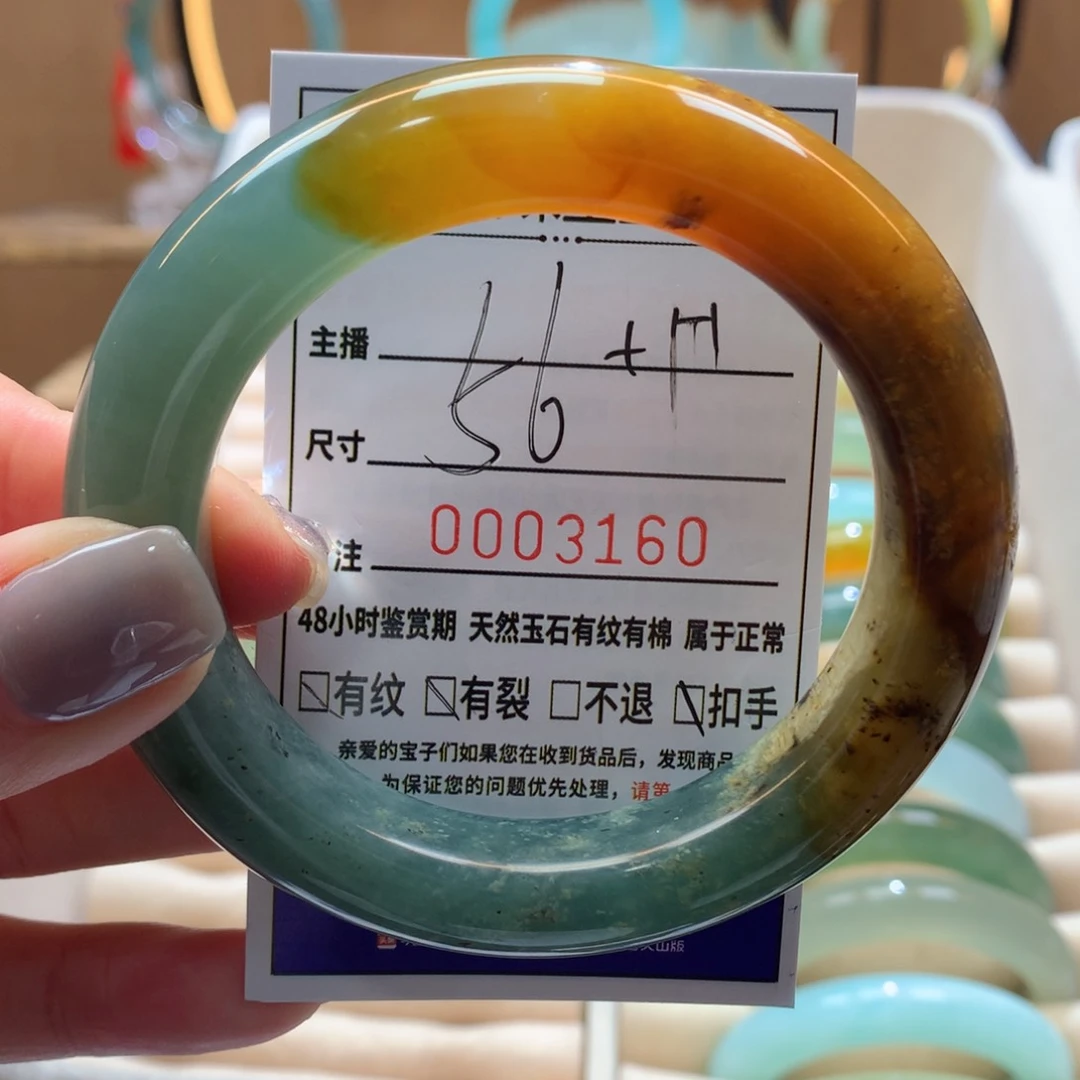 主播
56+
尺寸
注 0003160
48小时鉴赏期 天然玉石有纹有棉 属于正常
有纹 有裂 不退 扣手
亲爱的宝子们如果您在收到货品后，发现商品
为保证您的问题优先处理，请第